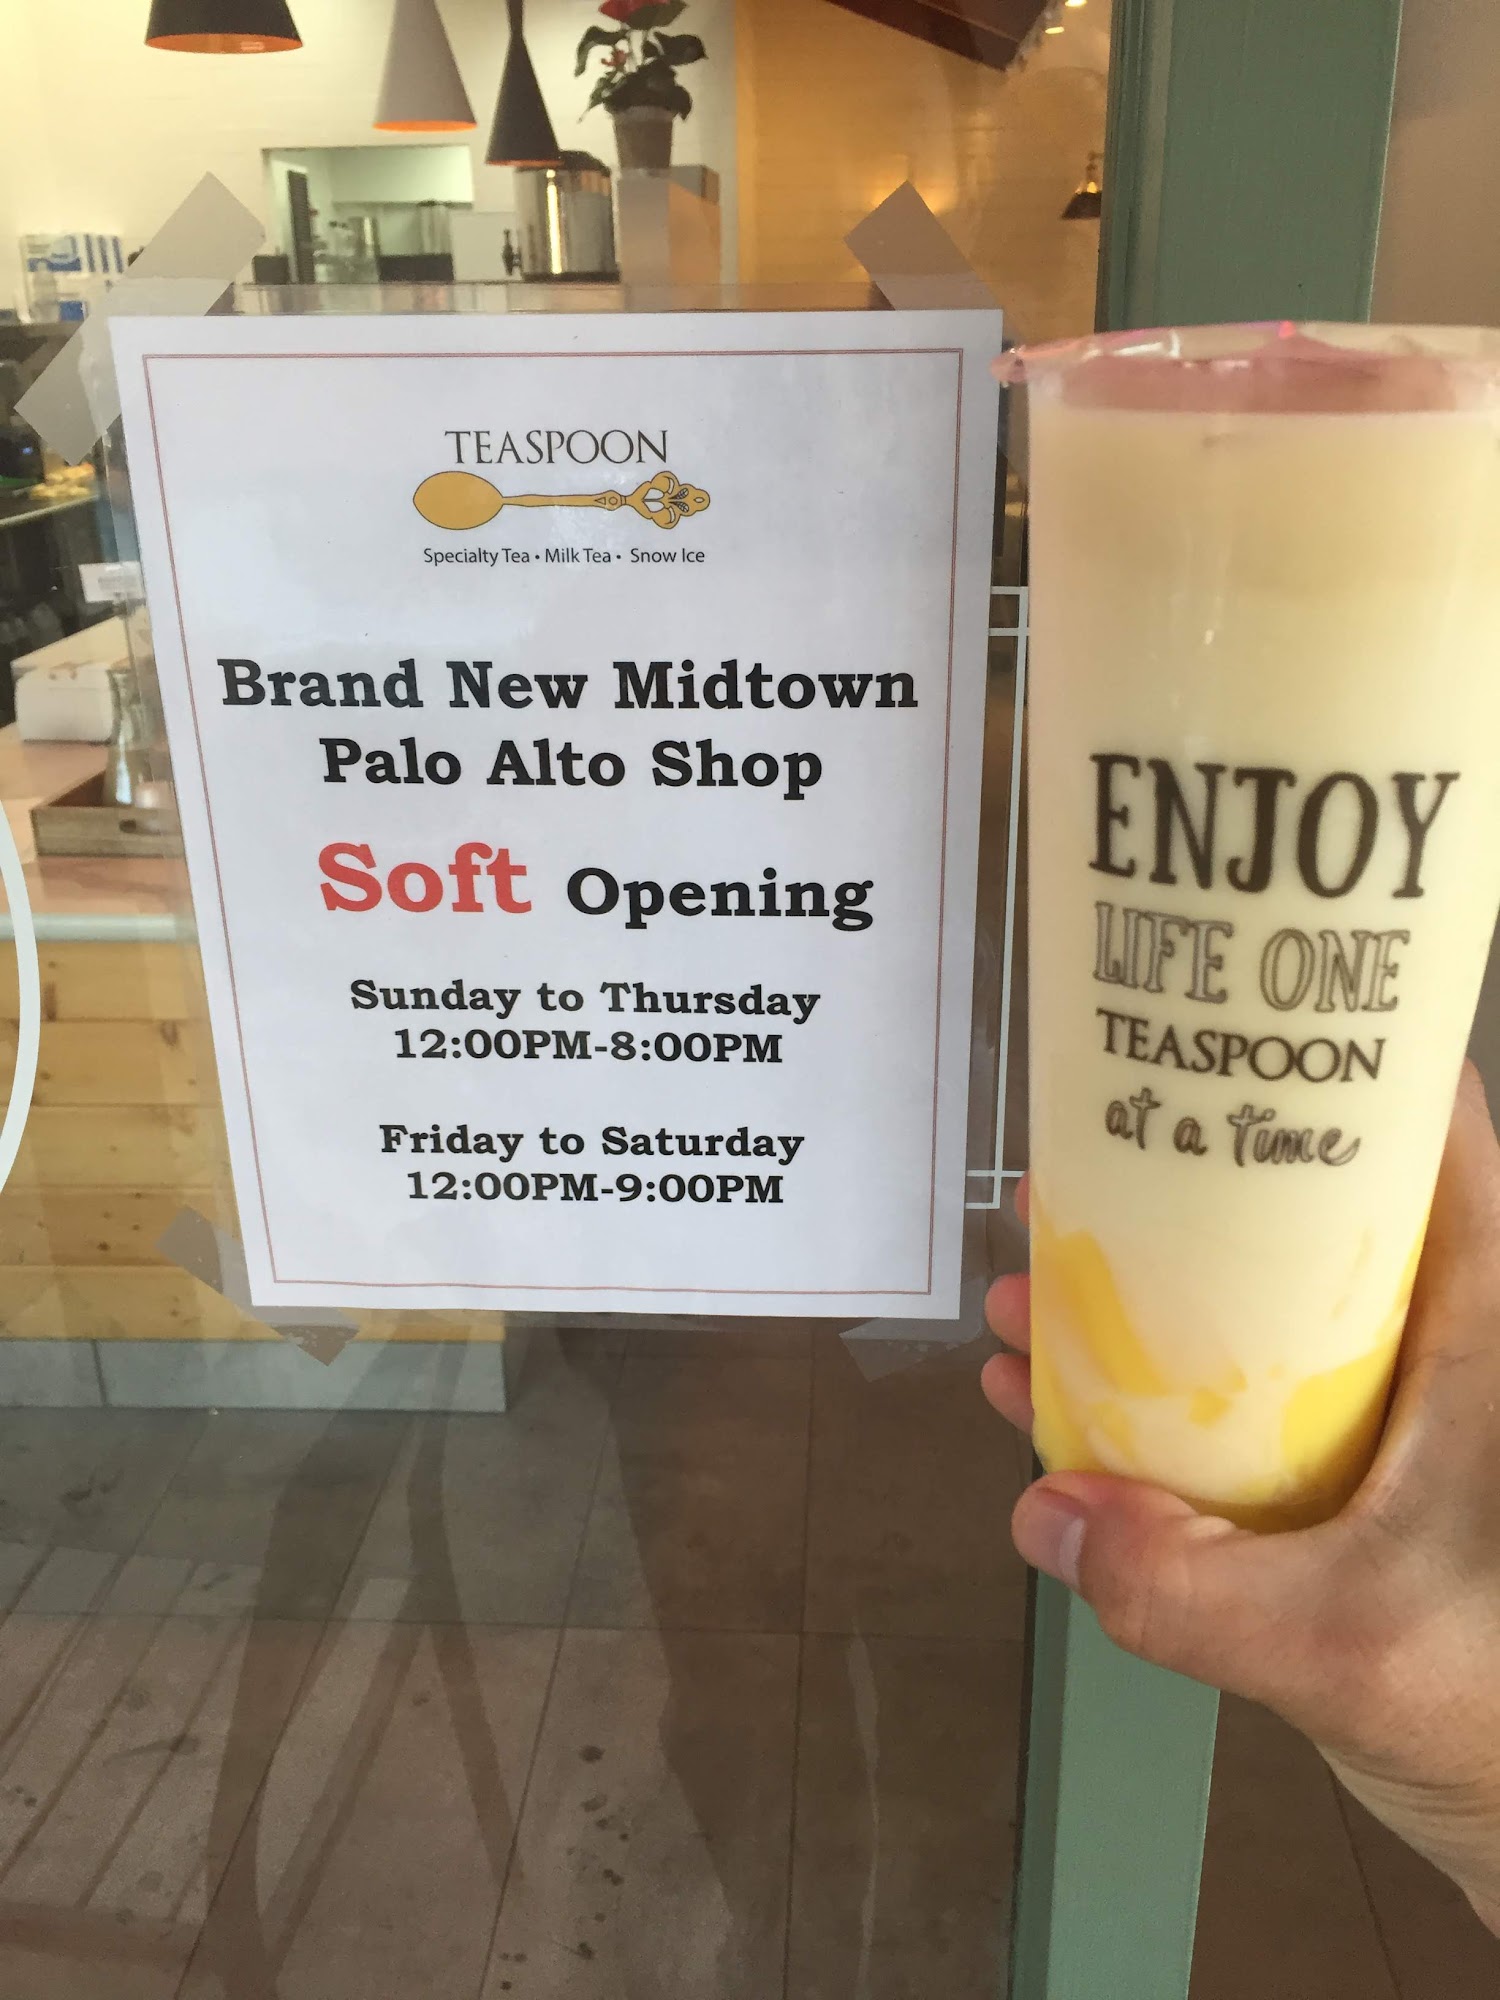 TEASPOON
Specialty Tea • Milk Tea • Snow Ice
Brand New Midtown
Palo Alto Shop
Soft Opening
Sunday to Thursday
12:00PM-8:00PM
Friday to Saturday
12:00PM-9:00PM
ENJOY
LIFE ONE
TEASPOON
at a time